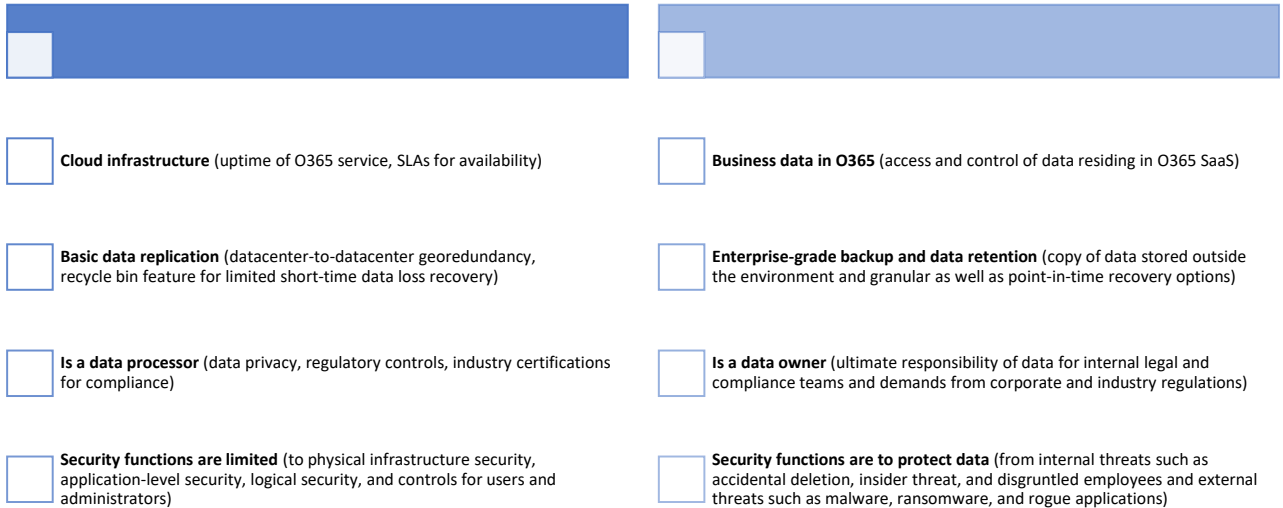 Cloud infrastructure (uptime of O365 service, SLAs for availability)
Basic data replication (datacenter-to-datacenter georedundancy,
recycle bin feature for limited short-time data loss recovery)
Is a data processor (data privacy, regulatory controls, industry certifications
for compliance)
Security functions are limited (to physical infrastructure security,
application-level security, logical security, and controls for users and
administrators)
Business data in O365 (access and control of data residing in O365 SaaS)
Enterprise-grade backup and data retention (copy of data stored outside
the environment and granular as well as point-in-time recovery options)
Is a data owner (ultimate responsibility of data for internal legal and
compliance teams and demands from corporate and industry regulations)
Security functions are to protect data (from internal threats such as
accidental deletion, insider threat, and disgruntled employees and external
threats such as malware, ransomware, and rogue applications)